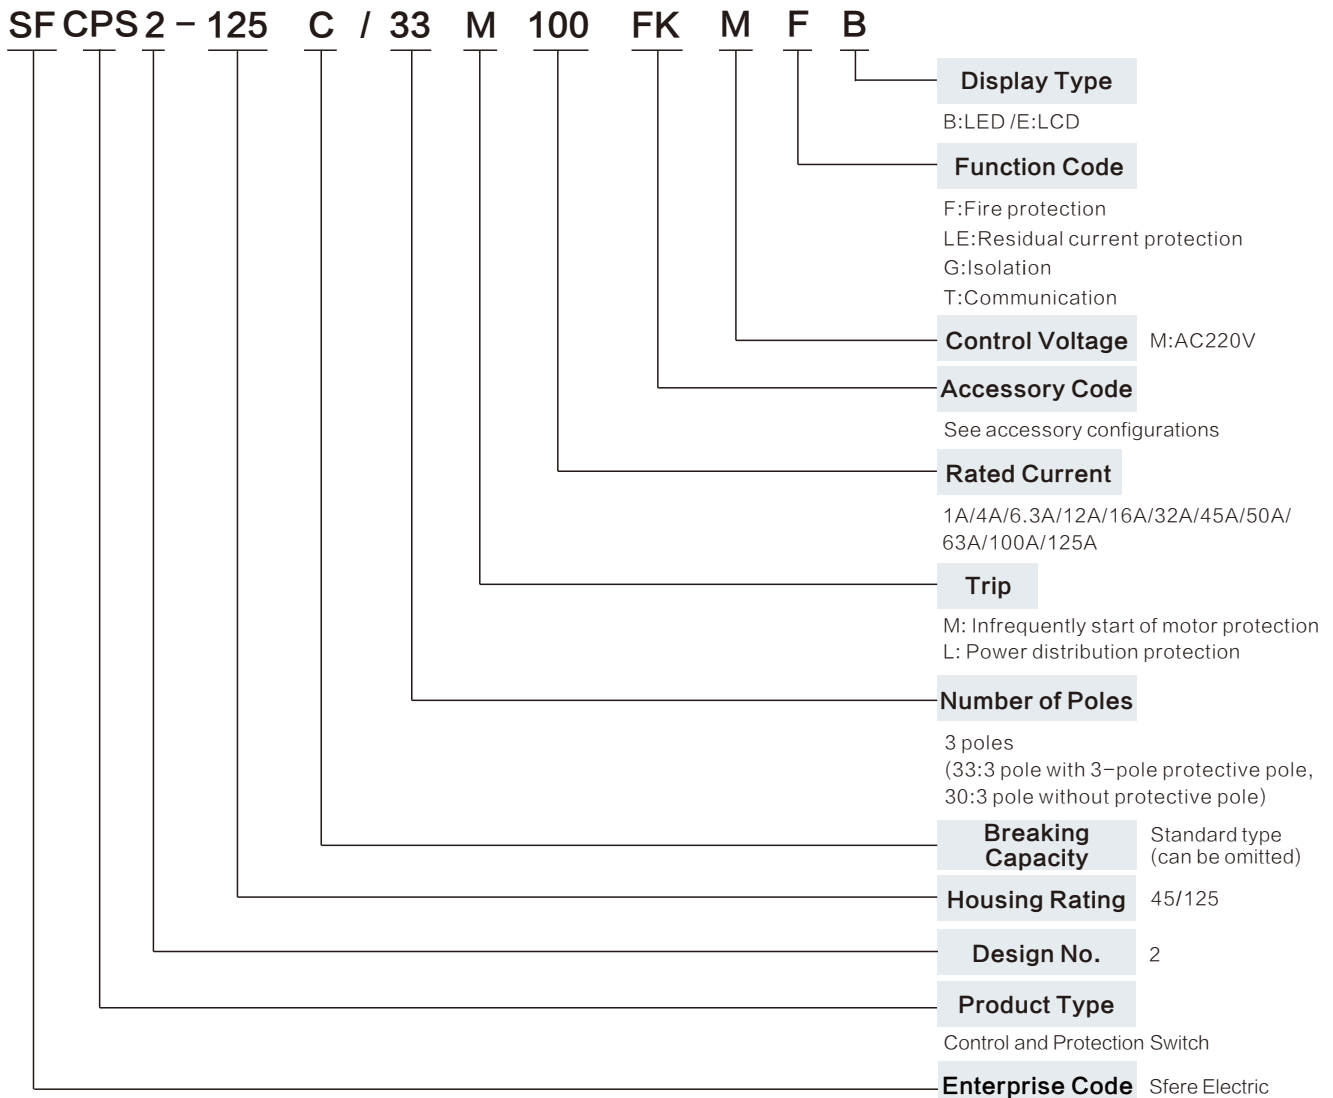 SF CPS 2 - 125 C / 33 M 100 FK M F B
Display Type
B:LED /E:LCD
Function Code
F:Fire protection
LE:Residual current protection
G:Isolation
T:Communication
Control Voltage M:AC220V
Accessory Code
See accessory configurations
Rated Current
1A/4A/6.3A/12A/16A/32A/45A/50A/
63A/100A/125A
Trip
M: Infrequently start of motor protection
L: Power distribution protection
Number of Poles
3 poles
(33:3 pole with 3-pole protective pole,
30:3 pole without protective pole)
Breaking
Capacity
Standard type
(can be omitted)
Housing Rating 45/125
Design No. 2
Product Type
Control and Protection Switch
Enterprise Code Sfere Electric